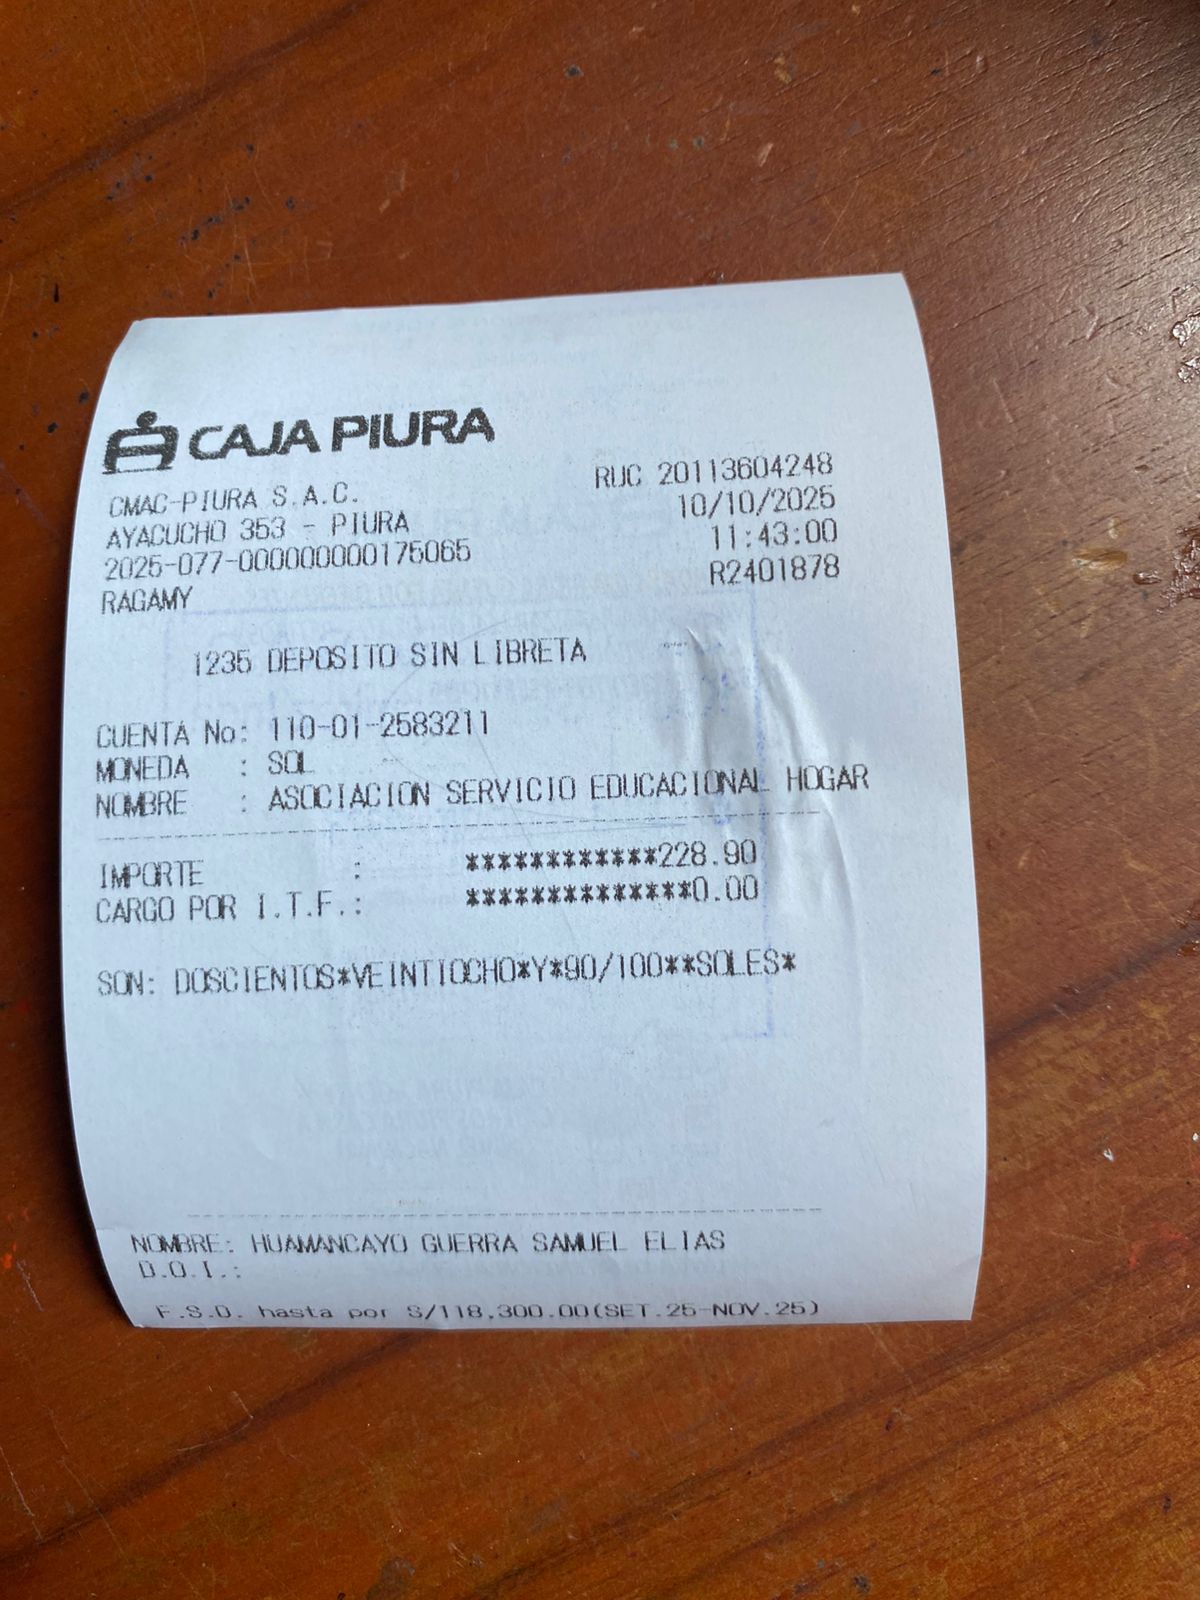 CAJA PIURA
CMAC-PIURA S.A.C. RUC 20113604248
AYACUCHO 353 - PIURA 10/10/2025
2025-077-000000000175065 11:43:00
RAGAMY R2401878
1235 DEPOSITO SIN LIBRETA
CUENTA No: 110-01-2583211
MONEDA : SOL
NOMBRE : ASOCIACION SERVICIO EDUCACIONAL HOGAR
IMPORTE : ************228.90
CARGO POR I.T.F.: **************0.00
SON: DOSCIENTOS*VEINTIOCHO*Y*90/100**SOLES*
NOMBRE: HUAMANCAYO GUERRA SAMUEL ELIAS
D.O.I.:
F.S.D. hasta por S/118,300.00(SET.25-NOV.25)